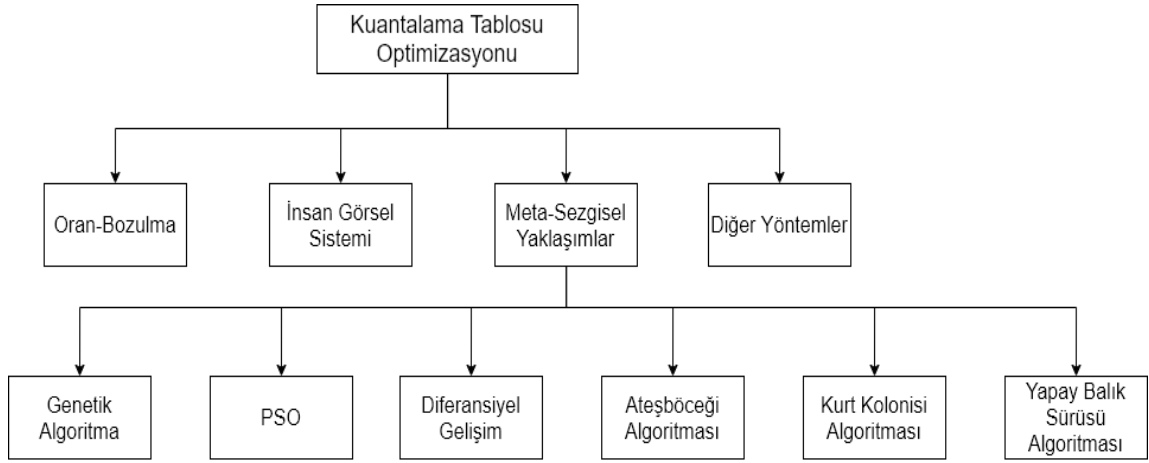 Kuantalama Tablosu
Optimizasyonu
Oran-Bozulma
İnsan Görsel
Sistemi
Meta-Sezgisel
Yaklaşımlar
Diğer Yöntemler
Genetik
Algoritma
PSO
Diferansiyel
Gelişim
Ateşböceği
Algoritması
Kurt Kolonisi
Algoritması
Yapay Balık
Sürüsü
Algoritması